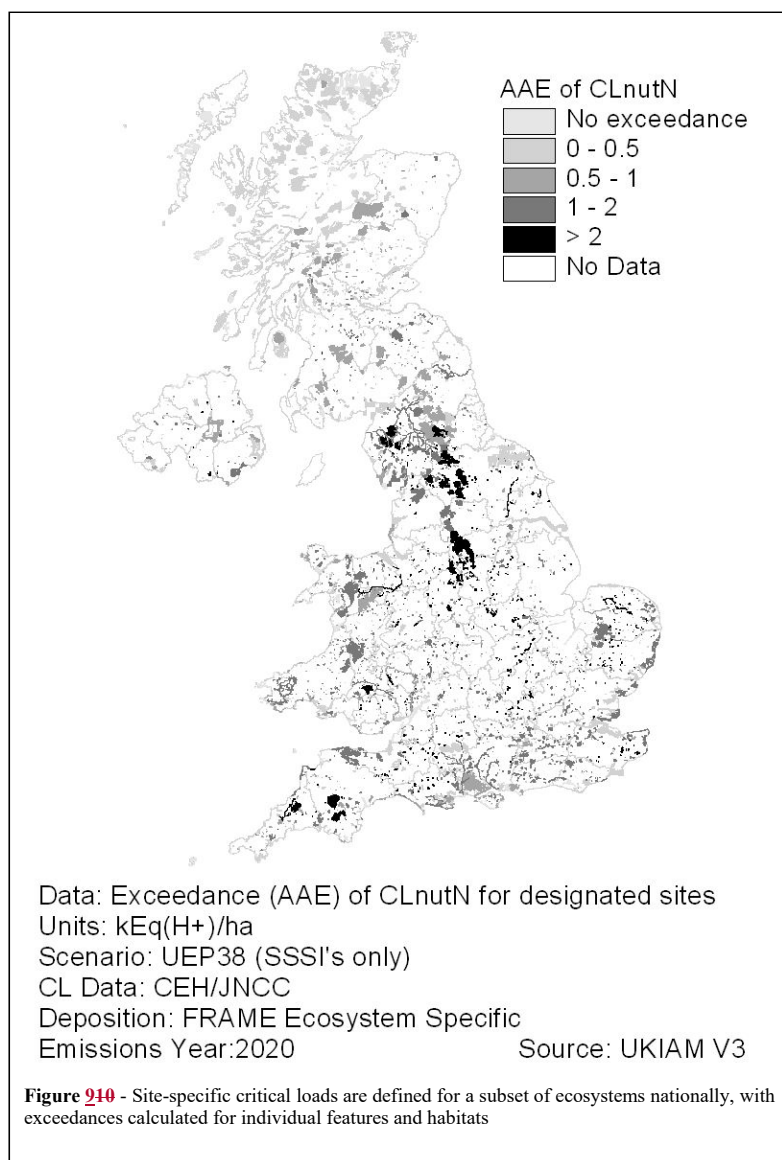 AAE of CLnutN
No exceedance
0 - 0.5
0.5 - 1
1 - 2
> 2
No Data
Data: Exceedance (AAE) of CLnutN for designated sites
Units: kEq(H+)/ha
Scenario: UEP38 (SSSI's only)
CL Data: CEH/JNCC
Deposition: FRAME Ecosystem Specific
Emissions Year:2020 Source: UKIAM V3
Figure 910 - Site-specific critical loads are defined for a subset of ecosystems nationally, with
exceedances calculated for individual features and habitats